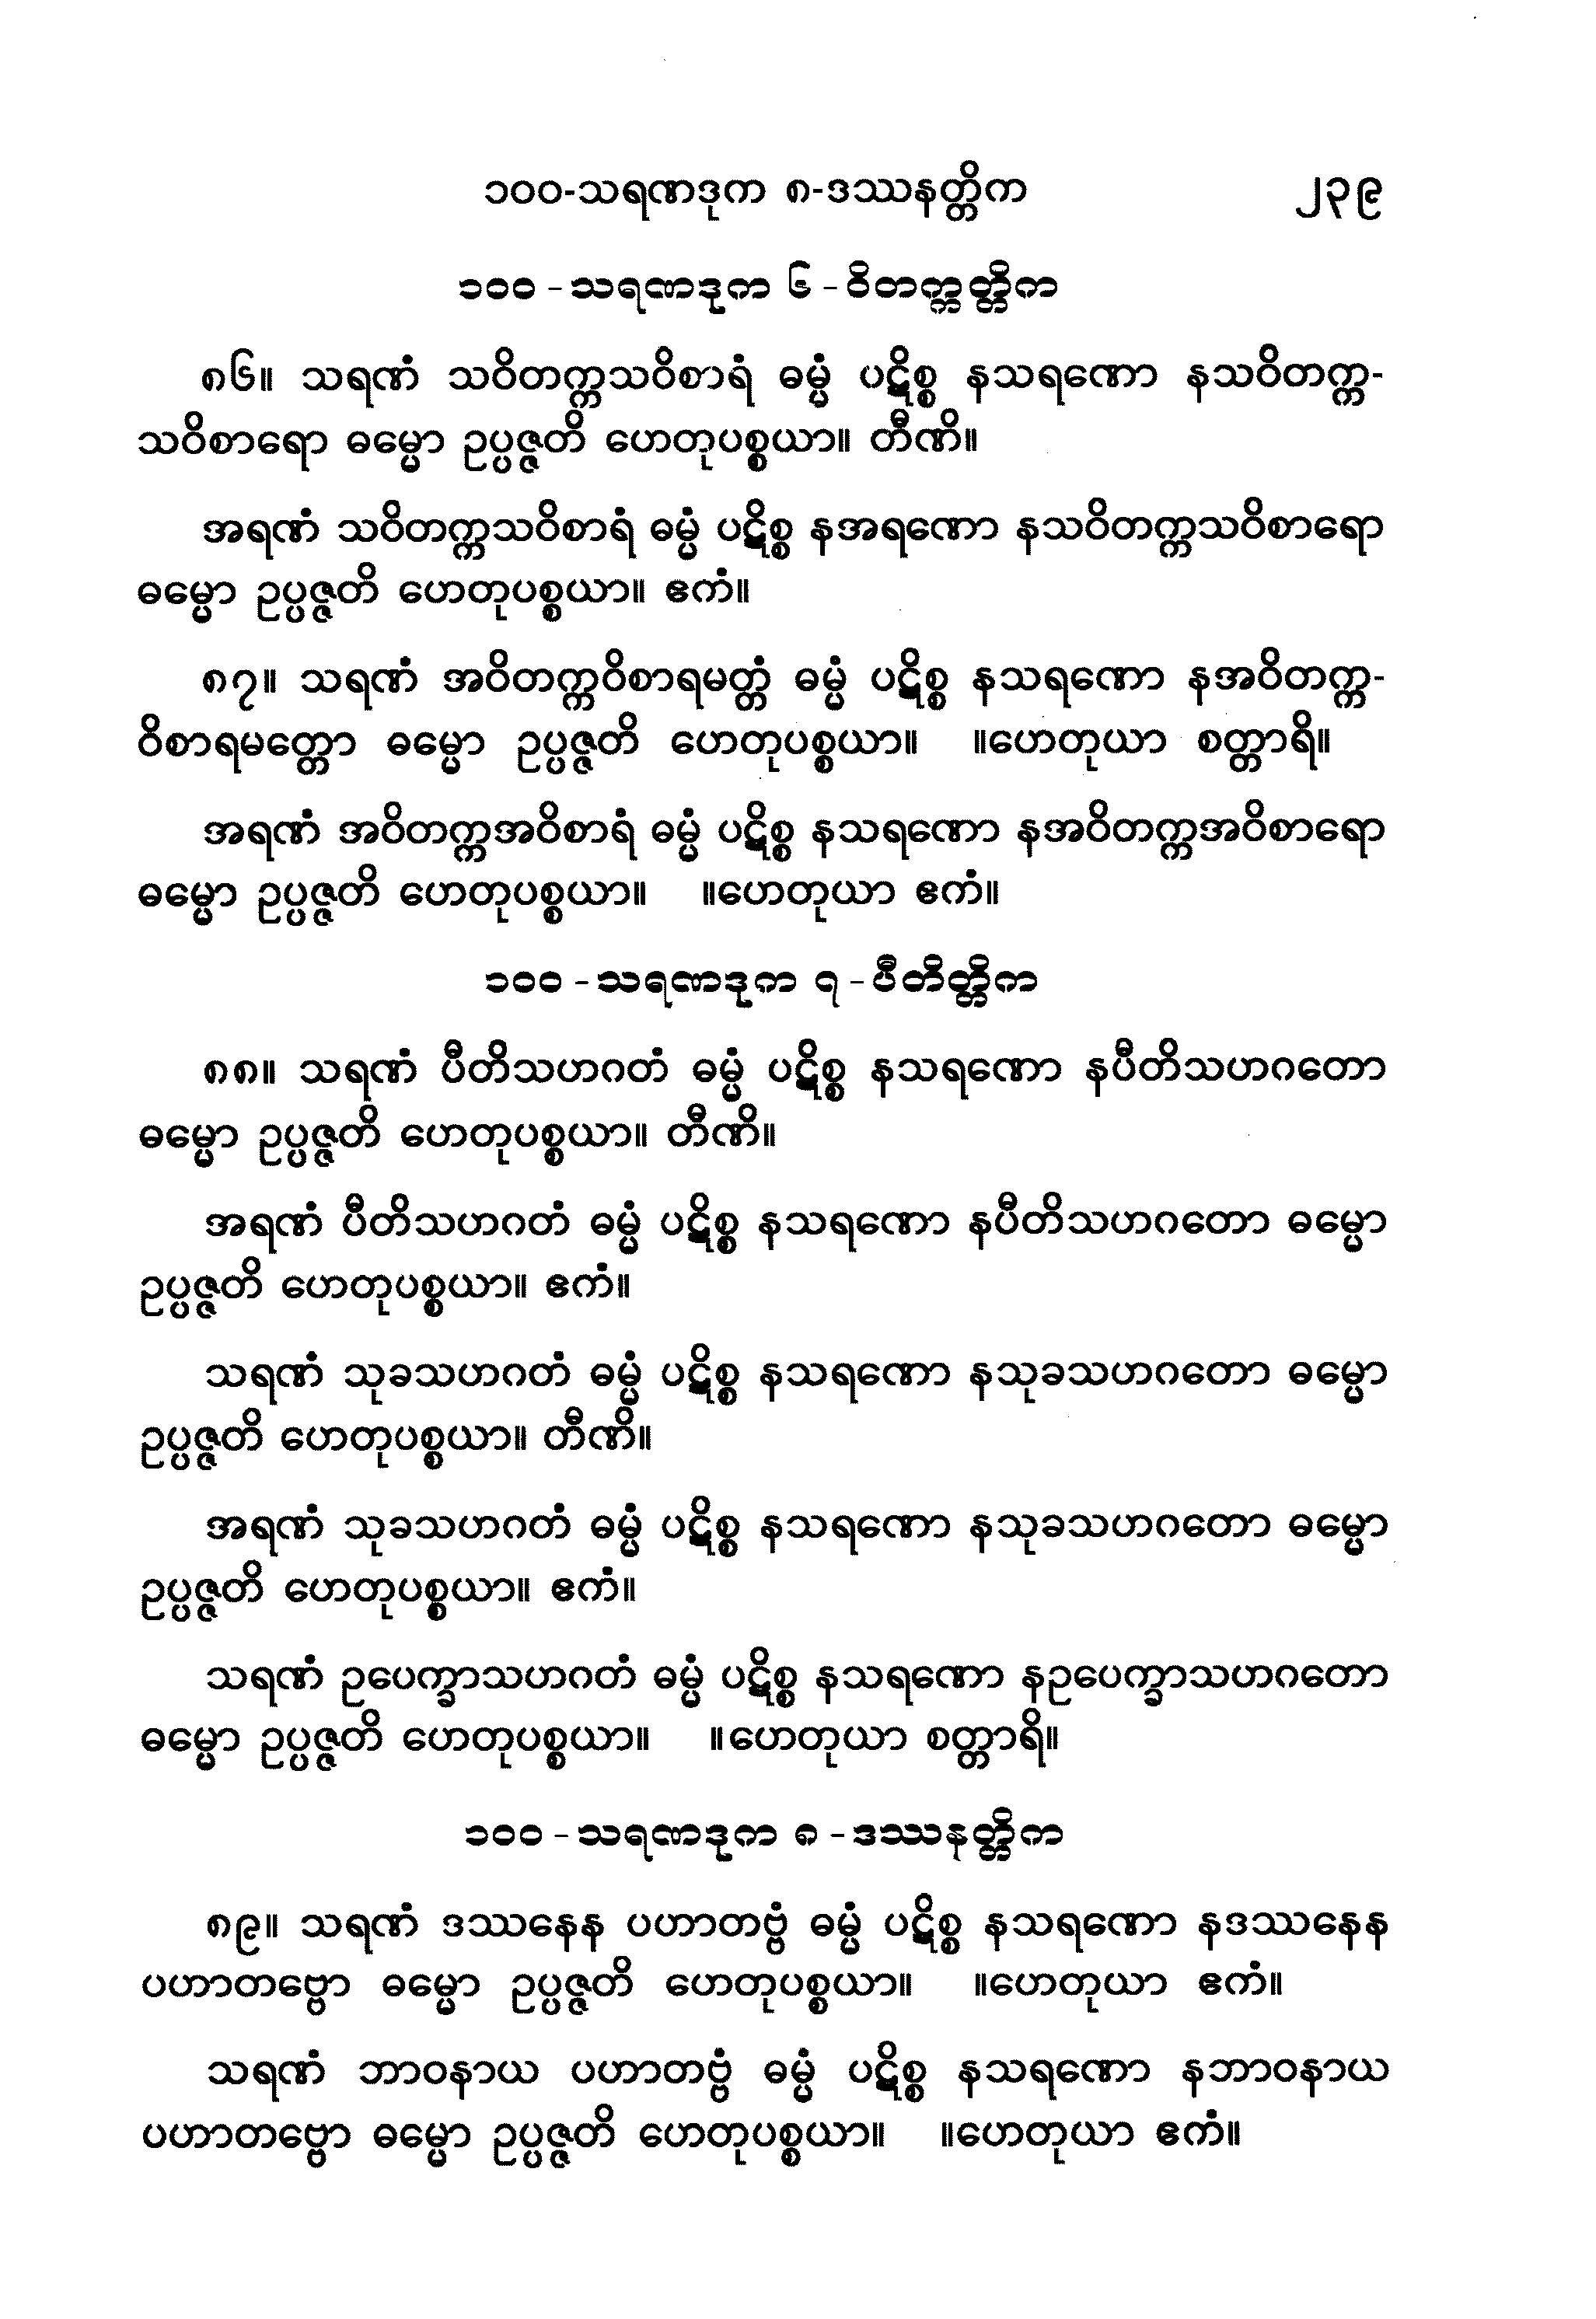 ၁၀၀-သရဏဒုက ၈-ဒဿနတ္တိက ၂၃၉
၁၀၀ - သရဏဒုက ၆ - ဝိတက္ကတ္တိက
၈၆။ သရဏံ သဝိတက္ကသဝိစာရံ ဓမ္မံ ပဋိစ္စ နသရဏော နသဝိတက္က-
သဝိစာရော ဓမ္မော ဥပ္ပဇ္ဇတိ ဟေတုပစ္စယာ။ တီဏိ။
အရဏံ သဝိတက္ကသဝိစာရံ ဓမ္မံ ပဋိစ္စ နအရဏော နသဝိတက္ကသဝိစာရော
ဓမ္မော ဥပ္ပဇ္ဇတိ ဟေတုပစ္စယာ။ ဧကံ။
၈၇။ သရဏံ အဝိတက္ကဝိစာရမတ္တံ ဓမ္မံ ပဋိစ္စ နသရဏော နအဝိတက္က-
ဝိစာရမတ္တော ဓမ္မော ဥပ္ပဇ္ဇတိ ဟေတုပစ္စယာ။ ။ဟေတုယာ စတ္တာရိ။
အရဏံ အဝိတက္ကအဝိစာရံ ဓမ္မံ ပဋိစ္စ နသရဏော နအဝိတက္ကအဝိစာရော
ဓမ္မော ဥပ္ပဇ္ဇတိ ဟေတုပစ္စယာ။ ။ဟေတုယာ ဧကံ။
၁၀၀ - သရဏဒုက ၇ - ပီတိတ္တိက
၈၈။ သရဏံ ပီတိသဟဂတံ ဓမ္မံ ပဋိစ္စ နသရဏော နပီတိသဟဂတော
ဓမ္မော ဥပ္ပဇ္ဇတိ ဟေတုပစ္စယာ။ တီဏိ။
အရဏံ ပီတိသဟဂတံ ဓမ္မံ ပဋိစ္စ နသရဏော နပီတိသဟဂတော ဓမ္မော
ဥပ္ပဇ္ဇတိ ဟေတုပစ္စယာ။ ဧကံ။
သရဏံ သုခသဟဂတံ ဓမ္မံ ပဋိစ္စ နသရဏော နသုခသဟဂတော ဓမ္မော
ဥပ္ပဇ္ဇတိ ဟေတုပစ္စယာ။ တီဏိ။
အရဏံ သုခသဟဂတံ ဓမ္မံ ပဋိစ္စ နသရဏော နသုခသဟဂတော ဓမ္မော
ဥပ္ပဇ္ဇတိ ဟေတုပစ္စယာ။ ဧကံ။
သရဏံ ဥပေက္ခာသဟဂတံ ဓမ္မံ ပဋိစ္စ နသရဏော နဥပေက္ခာသဟဂတော
ဓမ္မော ဥပ္ပဇ္ဇတိ ဟေတုပစ္စယာ။ ။ဟေတုယာ စတ္တာရိ။
၁၀၀ - သရဏဒုက ၈ - ဒဿနတ္တိက
၈၉။ သရဏံ ဒဿနေန ပဟာတဗ္ဗံ ဓမ္မံ ပဋိစ္စ နသရဏော နဒဿနေန
ပဟာတဗ္ဗော ဓမ္မော ဥပ္ပဇ္ဇတိ ဟေတုပစ္စယာ။ ။ဟေတုယာ ဧကံ။
သရဏံ ဘာဝနာယ ပဟာတဗ္ဗံ ဓမ္မံ ပဋိစ္စ နသရဏော နဘာဝနာယ
ပဟာတဗ္ဗော ဓမ္မော ဥပ္ပဇ္ဇတိ ဟေတုပစ္စယာ။ ။ဟေတုယာ ဧကံ။